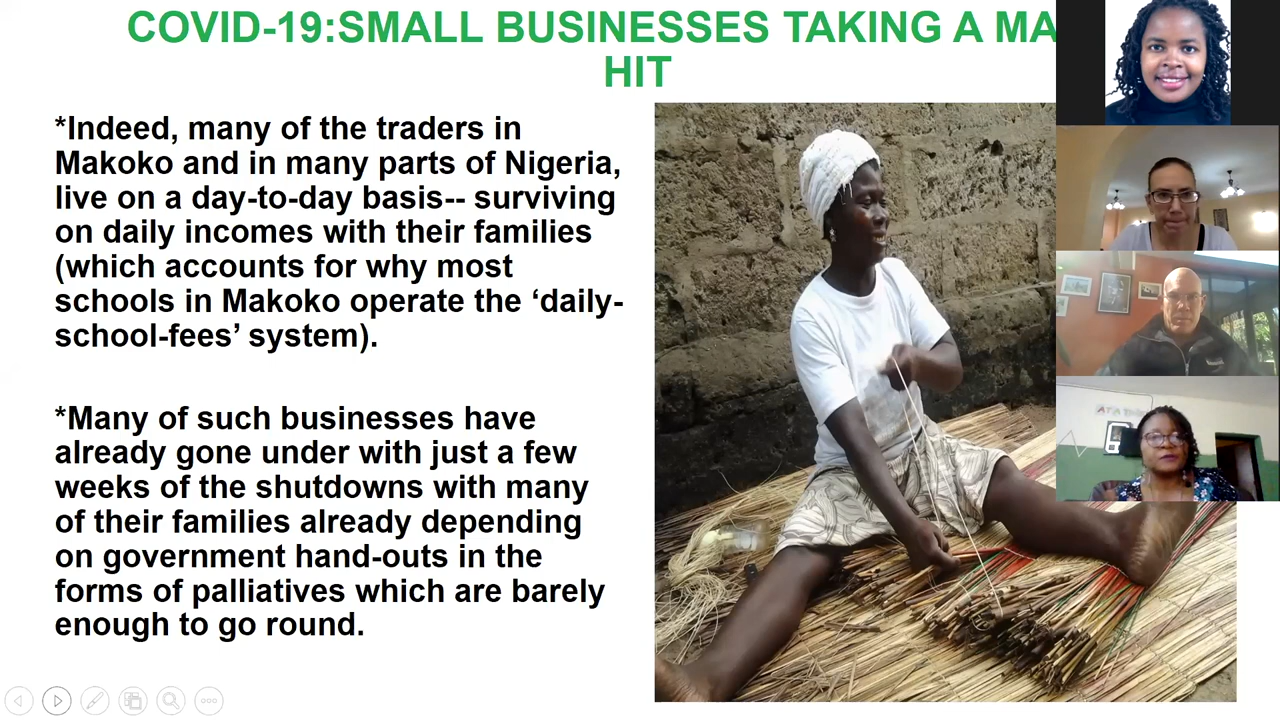 COVID-19:SMALL BUSINESSES TAKING A MA
HIT
*Indeed, many of the traders in
Makoko and in many parts of Nigeria,
live on a day-to-day basis-- surviving
on daily incomes with their families
(which accounts for why most
schools in Makoko operate the ‘daily-
school-fees’ system).
*Many of such businesses have
already gone under with just a few
weeks of the shutdowns with many
of their families already depending
on government hand-outs in the
forms of palliatives which are barely
enough to go round.